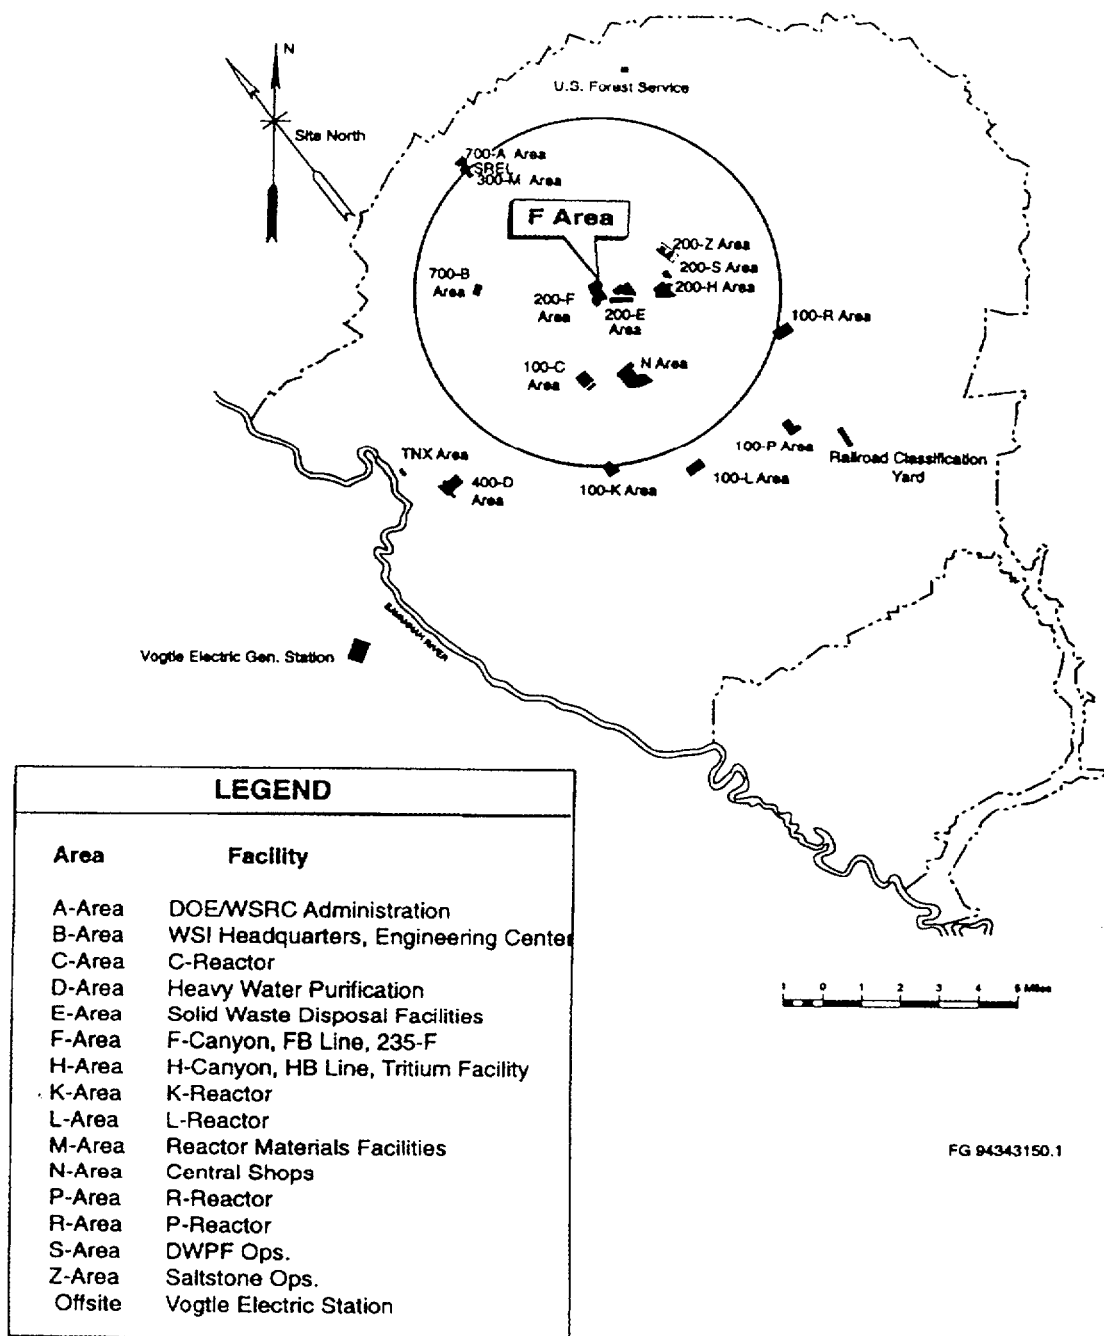 N
U.S. Forest Service
Site North
700-A Area
SREL
300-M Area
F Area
200-Z Area
200-S Area
200-H Area
700-B
Area
200-F
Area
200-E
Area
100-R Area
100-C
Area
N Area
100-P Area
Railroad Classification
Yard
TNX Area
400-D
Area
100-K Area
100-L Area
SAVANNAH RIVER
Vogtle Electric Gen. Station
LEGEND
Area Facility
A-Area DOE/WSRC Administration
B-Area WSI Headquarters, Engineering Center
C-Area C-Reactor
D-Area Heavy Water Purification
E-Area Solid Waste Disposal Facilities
F-Area F-Canyon, FB Line, 235-F
H-Area H-Canyon, HB Line, Tritium Facility
K-Area K-Reactor
L-Area L-Reactor
M-Area Reactor Materials Facilities
N-Area Central Shops
P-Area R-Reactor
R-Area P-Reactor
S-Area DWPF Ops.
Z-Area Saltstone Ops.
Offsite Vogtle Electric Station
1 0 1 2 3 4 5 Miles
FG 94343150.1